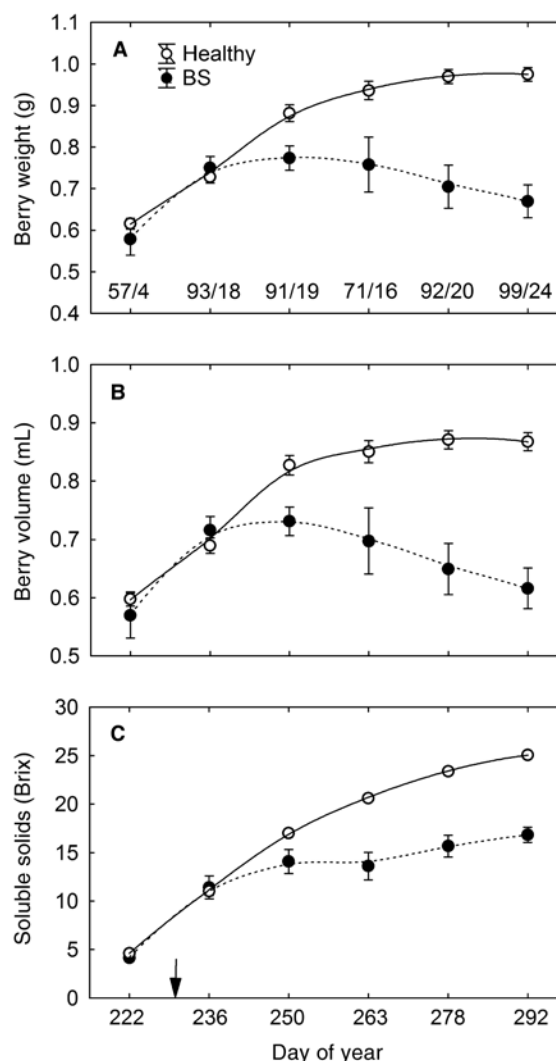 A
Healthy
BS
Berry weight (g)
1.1
1.0
0.9
0.8
0.7
0.6
0.5
0.4
57/4 93/18 91/19 71/16 92/20 99/24
B
Berry volume (mL)
1.0
0.9
0.8
0.7
0.6
0.5
C
Soluble solids (Brix)
30
25
20
15
10
5
0
222 236 250 263 278 292
Day of year